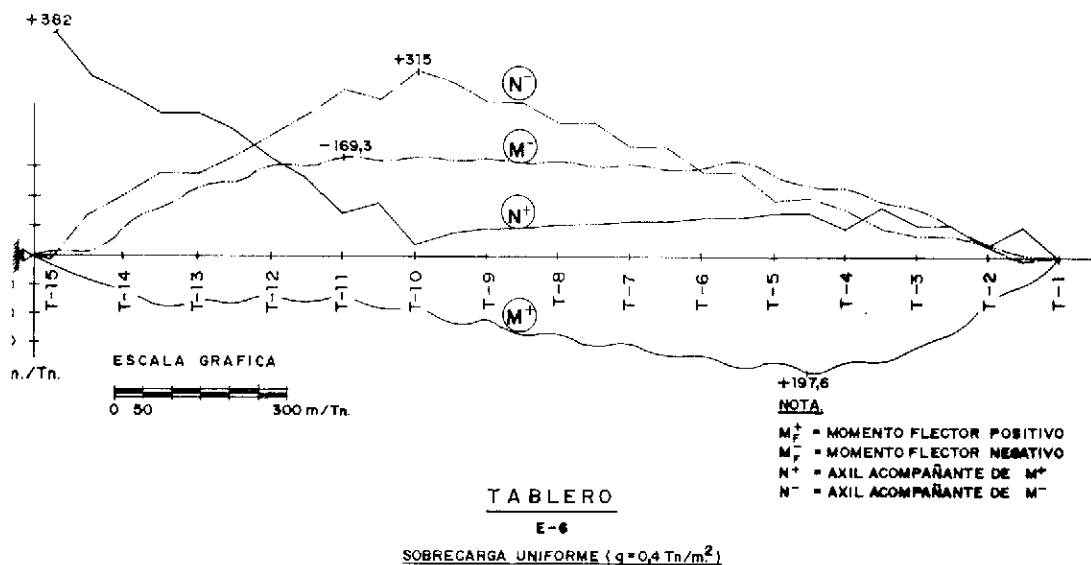 +382
+315
N⁻
-169,3
M⁻
N⁺
T-15 T-14 T-13 T-12 T-11 T-10 T-9 T-8 T-7 T-6 T-5 T-4 T-3 T-2 T-1
M⁺
n./Tn.
ESCALA GRAFICA
0 50 300 m/Tn.
+197,6
NOTA.
M⁺F = MOMENTO FLECTOR POSITIVO
M⁻F = MOMENTO FLECTOR NEGATIVO
N⁺ = AXIL ACOMPAÑANTE DE M⁺
N⁻ = AXIL ACOMPAÑANTE DE M⁻
TABLERO
E-6
SOBRECARGA UNIFORME (q=0,4 Tn/m².)